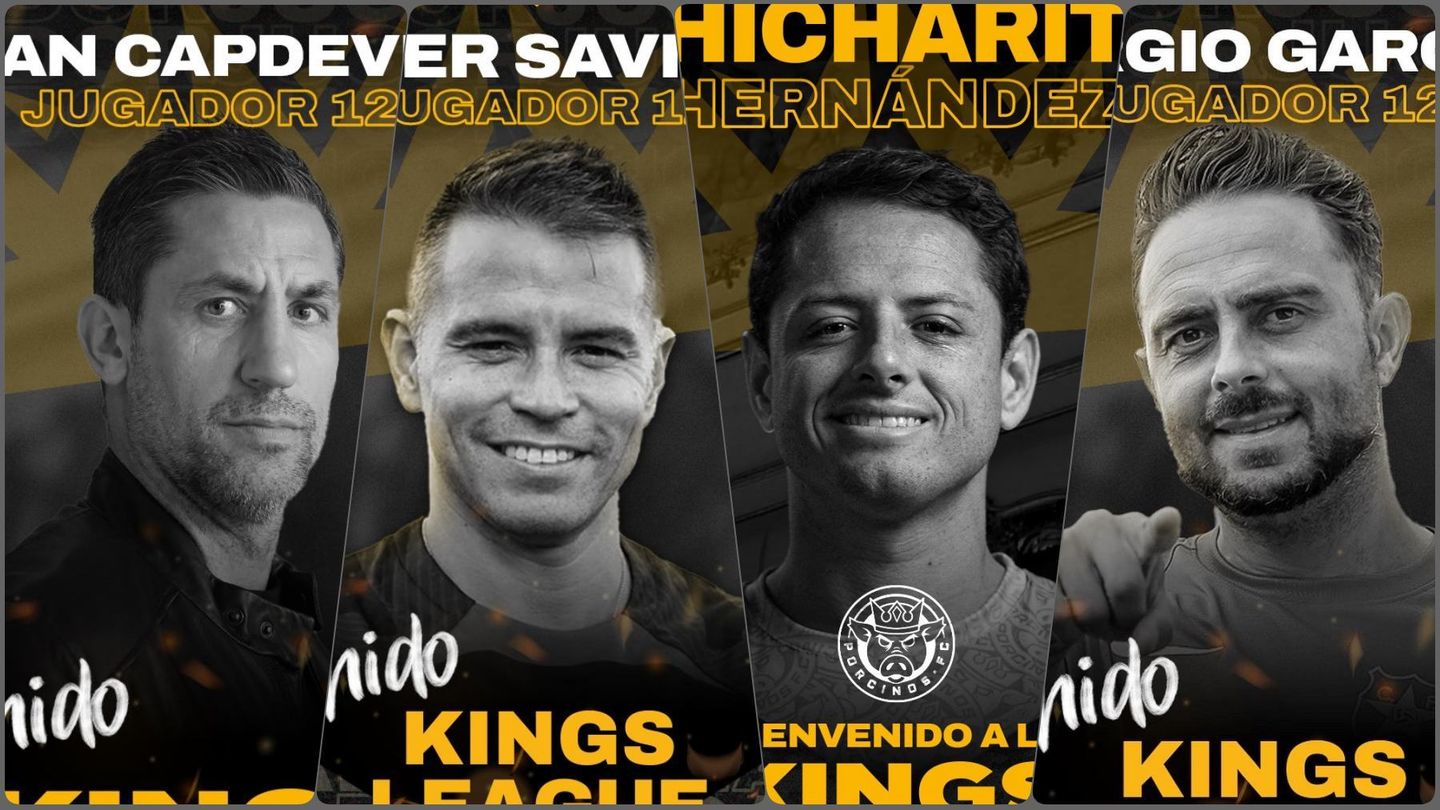 AN CAPDEVER
JUGADOR 12
nido
ER SAVI
UGADOR 1
nido
KINGS
LEAGUE
HICHARIT
HERNÁNDEZ
PORCINOS.FC
ENVENIDO A L
KINGS
GIO GARC
UGADOR 12
nido
KINGS